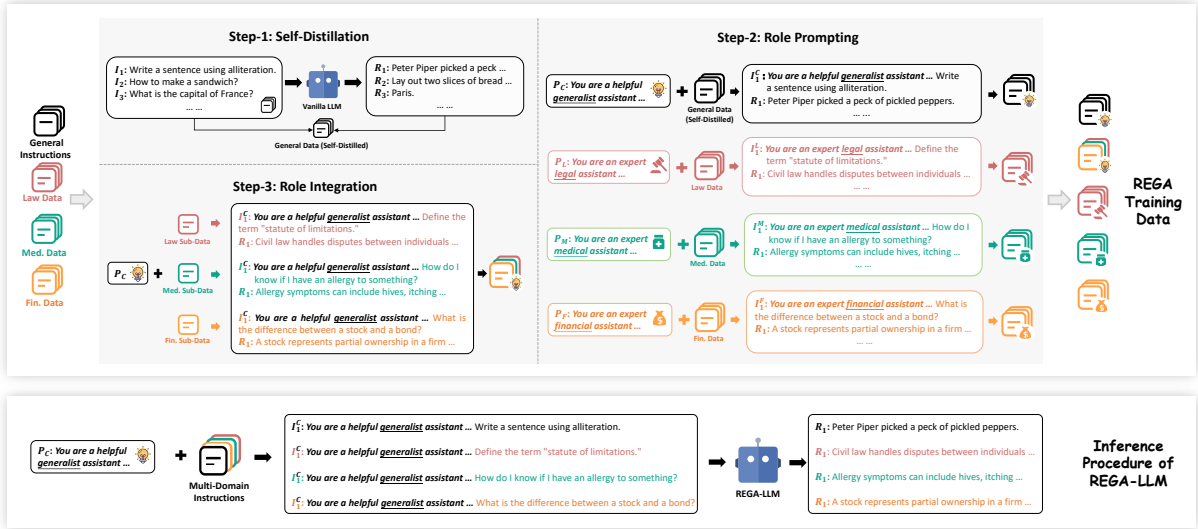 Step-1: Self-Distillation
I1: Write a sentence using alliteration.
I2: How to make a sandwich?
I3: What is the capital of France?
... ...
Vanilla LLM
R1: Peter Piper picked a peck ...
R2: Lay out two slices of bread ...
R3: Paris.
... ...
General Data (Self-Distilled)
General Instructions
Law Data
Med. Data
Fin. Data
Step-3: Role Integration
Law Sub-Data
PC
+
Med. Sub-Data
Fin. Sub-Data
I1^C: You are a helpful generalist assistant ... Define the
term "statute of limitations."
R1: Civil law handles disputes between individuals ...
I1^C: You are a helpful generalist assistant ... How do I
know if I have an allergy to something?
R1: Allergy symptoms can include hives, itching ...
I1^C: You are a helpful generalist assistant ... What is
the difference between a stock and a bond?
R1: A stock represents partial ownership in a firm ...
Step-2: Role Prompting
PC: You are a helpful
generalist assistant ...
+
General Data
(Self-Distilled)
I1^C: You are a helpful generalist assistant ... Write
a sentence using alliteration.
R1: Peter Piper picked a peck of pickled peppers.
... ...
PL: You are an expert
legal assistant ...
+
Law Data
I1^L: You are an expert legal assistant ... Define the
term "statute of limitations."
R1: Civil law handles disputes between individuals ...
... ...
PM: You are an expert
medical assistant ...
+
Med. Data
I1^M: You are an expert medical assistant ... How do I
know if I have an allergy to something?
R1: Allergy symptoms can include hives, itching ...
... ...
PF: You are an expert
financial assistant ...
+
Fin. Data
I1^F: You are an expert financial assistant ... What is
the difference between a stock and a bond?
R1: A stock represents partial ownership in a firm ...
... ...
REGA
Training
Data
PC: You are a helpful
generalist assistant ...
+
Multi-Domain
Instructions
I1^C: You are a helpful generalist assistant ... Write a sentence using alliteration.
I1^C: You are a helpful generalist assistant ... Define the term "statute of limitations."
I1^C: You are a helpful generalist assistant ... How do I know if I have an allergy to something?
I1^C: You are a helpful generalist assistant ... What is the difference between a stock and a bond?
REGA-LLM
R1: Peter Piper picked a peck of pickled peppers.
R1: Civil law handles disputes between individuals ...
R1: Allergy symptoms can include hives, itching ...
R1: A stock represents partial ownership in a firm ...
Inference
Procedure of
REGA-LLM